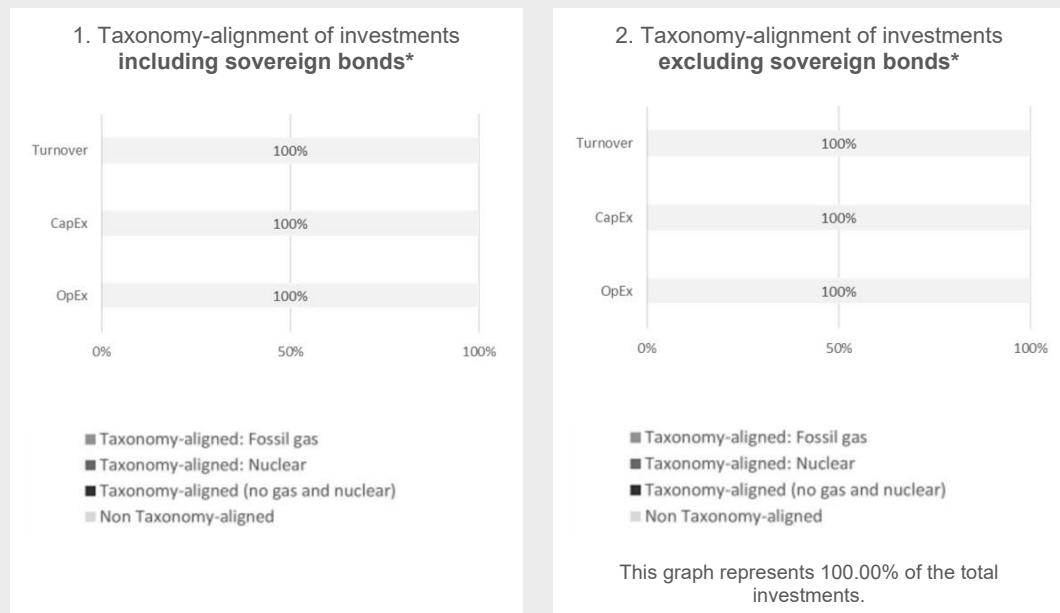 1. Taxonomy-alignment of investments
including sovereign bonds*
Turnover
100%
CapEx
100%
OpEx
100%
0%
50%
100%
Taxonomy-aligned: Fossil gas
Taxonomy-aligned: Nuclear
Taxonomy-aligned (no gas and nuclear)
Non Taxonomy-aligned
2. Taxonomy-alignment of investments
excluding sovereign bonds*
Turnover
100%
CapEx
100%
OpEx
100%
0%
50%
100%
Taxonomy-aligned: Fossil gas
Taxonomy-aligned: Nuclear
Taxonomy-aligned (no gas and nuclear)
Non Taxonomy-aligned
This graph represents 100.00% of the total
investments.